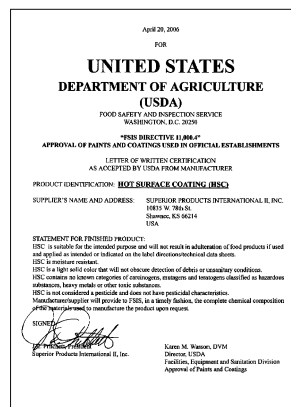 April 20, 2006
FOR
UNITED STATES
DEPARTMENT OF AGRICULTURE
(USDA)
FOOD SAFETY AND INSPECTION SERVICE
WASHINGTON, D.C. 20250
"FSIS DIRECTIVE 11,000.4"
APPROVAL OF PAINTS AND COATINGS USED IN OFFICIAL ESTABLISHMENTS
LETTER OF WRITTEN CERTIFICATION
AS ACCEPTED BY USDA FROM MANUFACTURER
PRODUCT IDENTIFICATION: HOT SURFACE COATING (HSC)
SUPPLIER'S NAME AND ADDRESS: SUPERIOR PRODUCTS INTERNATIONAL II, INC.
10835 W. 78th St.
Shawnee, KS 66214
USA
STATEMENT FOR FINISHED PRODUCT:
HSC is suitable for the intended purpose and will not result in adulteration of food products if used
and applied as intended or indicated on the label directions/technical data sheets.
HSC is moisture resistant.
HSC is a light solid color that will not obscure detection of debris or unsanitary conditions.
HSC contains no known categories of carcinogens, mutagens and teratogens classified as hazardous
substances, heavy metals or other toxic substances.
HSC is not considered a pesticide and does not have pesticidal characteristics.
Manufacturer/supplier will provide to FSIS, in a timely fashion, the complete chemical composition
of the materials used to manufacture the product upon request.
SIGNED
President
Superior Products International II, Inc.
Karen M. Wasson, DVM
Director, USDA
Facilities, Equipment and Sanitation Division
Approval of Paints and Coatings